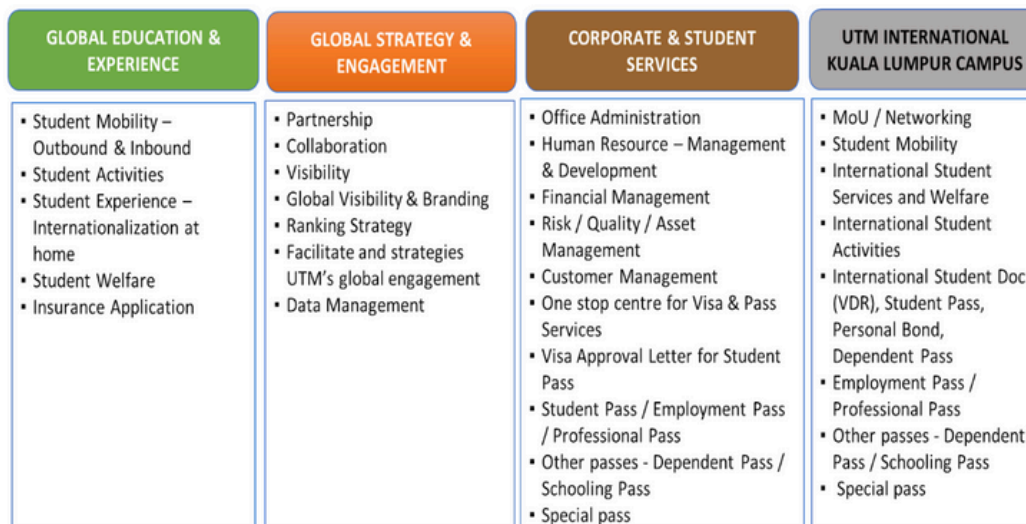 GLOBAL EDUCATION &
EXPERIENCE
▪ Student Mobility –
Outbound & Inbound
▪ Student Activities
▪ Student Experience –
Internationalization at
home
▪ Student Welfare
▪ Insurance Application
GLOBAL STRATEGY &
ENGAGEMENT
▪ Partnership
▪ Collaboration
▪ Visibility
▪ Global Visibility & Branding
▪ Ranking Strategy
▪ Facilitate and strategies
UTM's global engagement
▪ Data Management
CORPORATE & STUDENT
SERVICES
▪ Office Administration
▪ Human Resource – Management
& Development
▪ Financial Management
▪ Risk / Quality / Asset
Management
▪ Customer Management
▪ One stop centre for Visa & Pass
Services
▪ Visa Approval Letter for Student
Pass
▪ Student Pass / Employment Pass
/ Professional Pass
▪ Other passes - Dependent Pass /
Schooling Pass
▪ Special pass
UTM INTERNATIONAL
KUALA LUMPUR CAMPUS
▪ MoU / Networking
▪ Student Mobility
▪ International Student
Services and Welfare
▪ International Student
Activities
▪ International Student Doc
(VDR), Student Pass,
Personal Bond,
Dependent Pass
▪ Employment Pass /
Professional Pass
▪ Other passes - Dependent
Pass / Schooling Pass
▪ Special pass